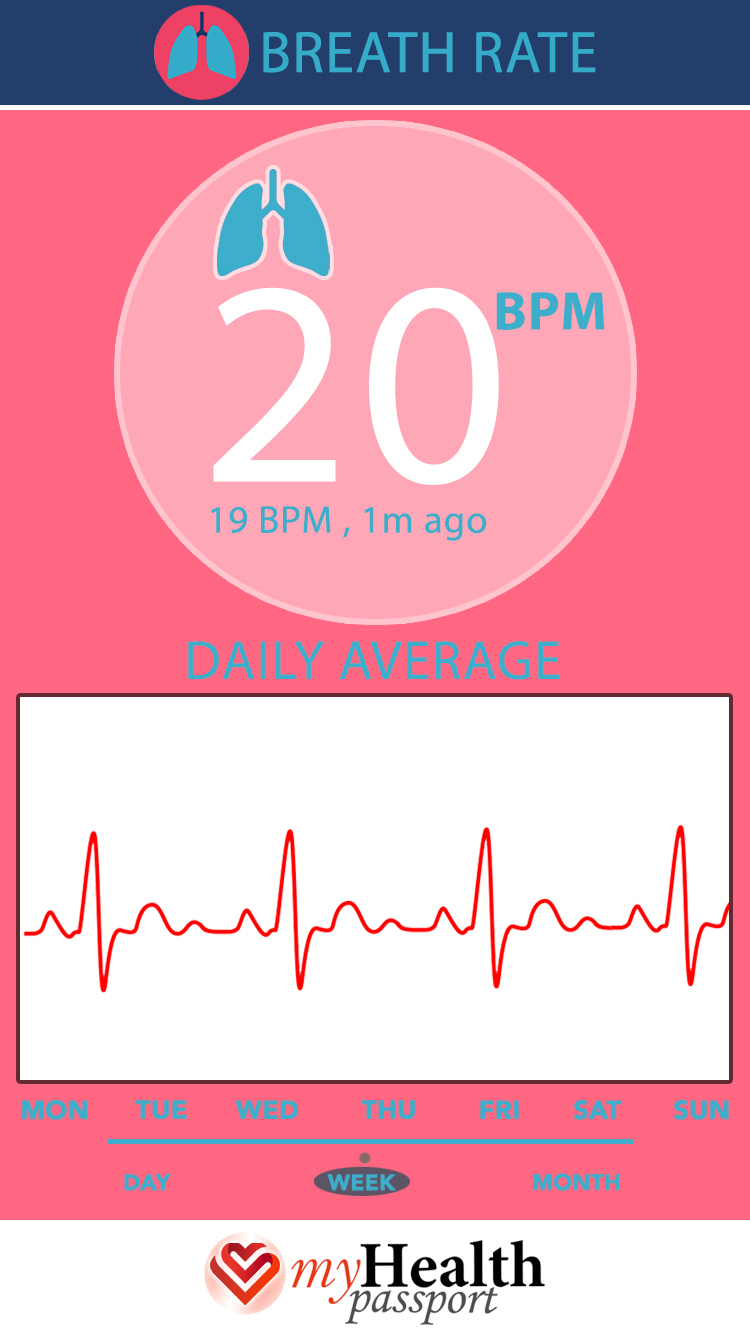 BREATH RATE
20 BPM
19 BPM , 1m ago
DAILY AVERAGE
MON TUE WED THU FRI SAT SUN
DAY WEEK MONTH
myHealth
passport